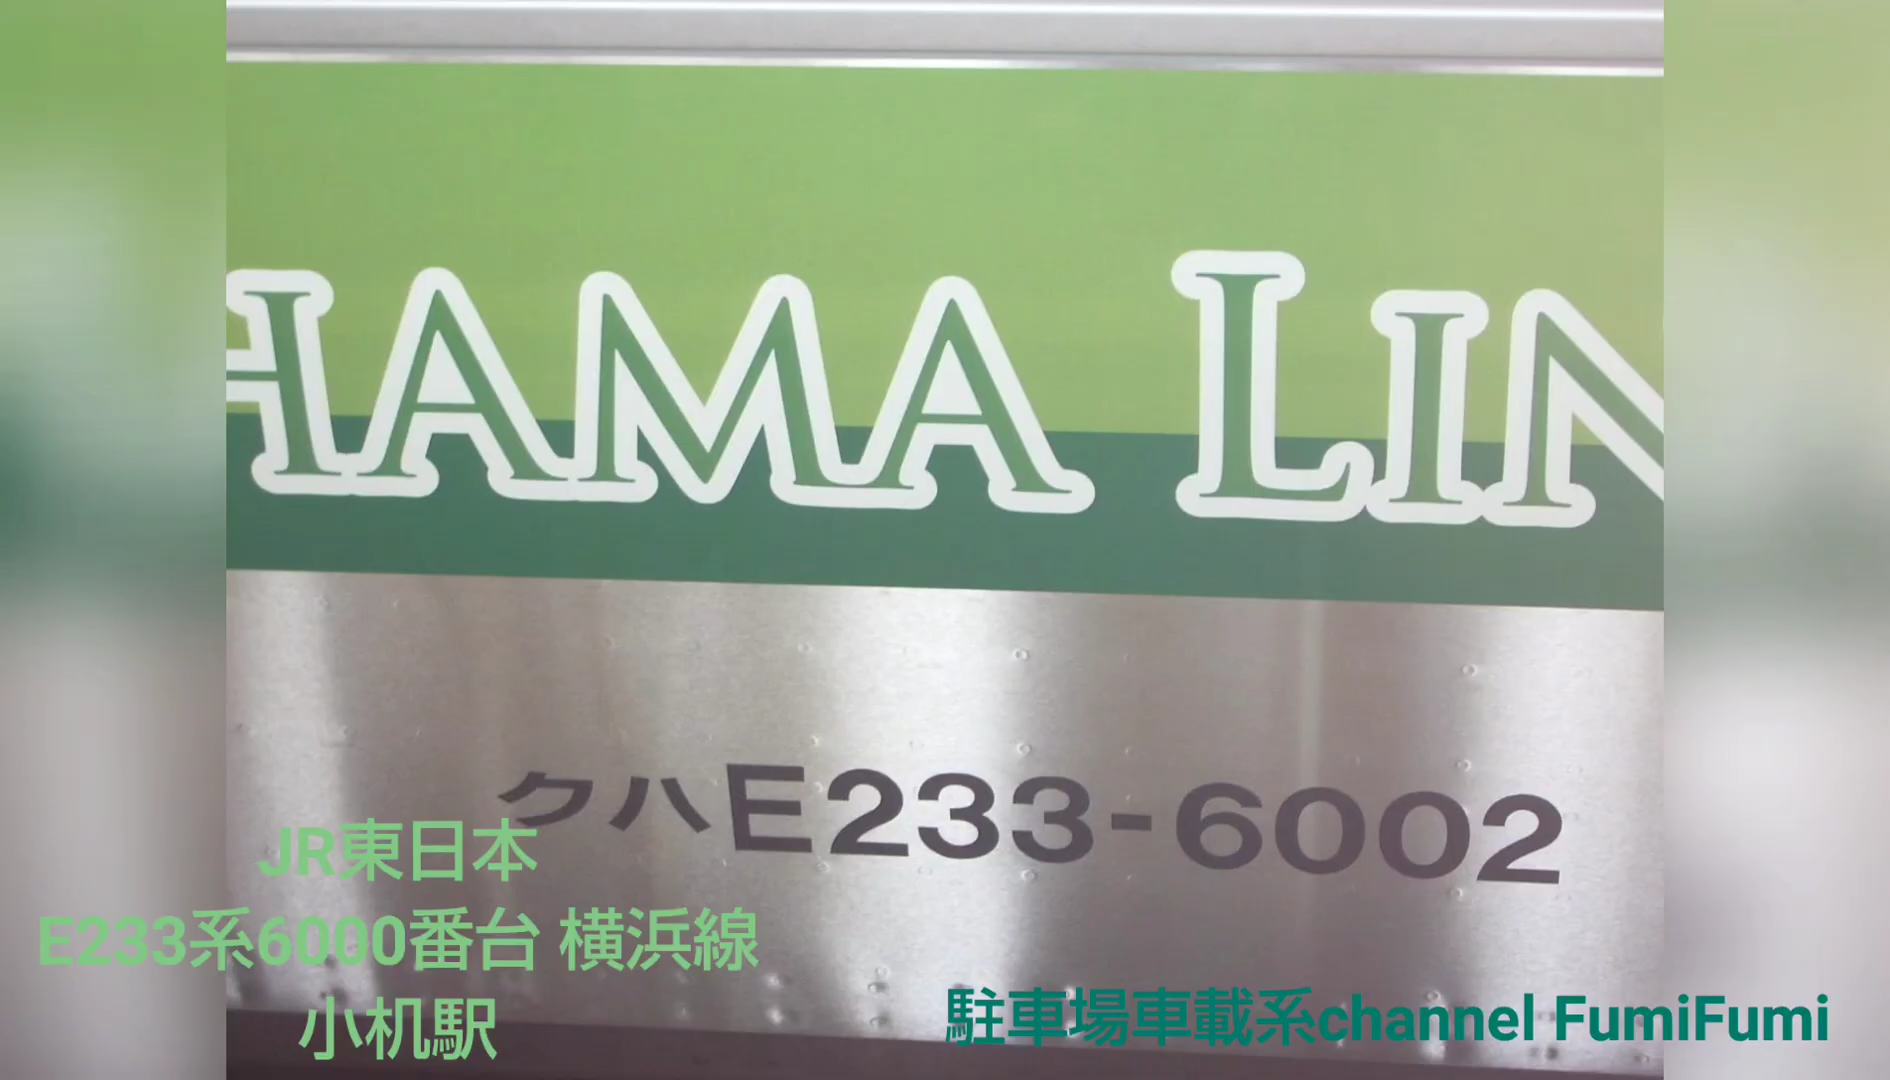 HAMA LIN
クハE233-6002
JR東日本
E233系6000番台 横浜線
小机駅
駐車場車載系channel FumiFumi